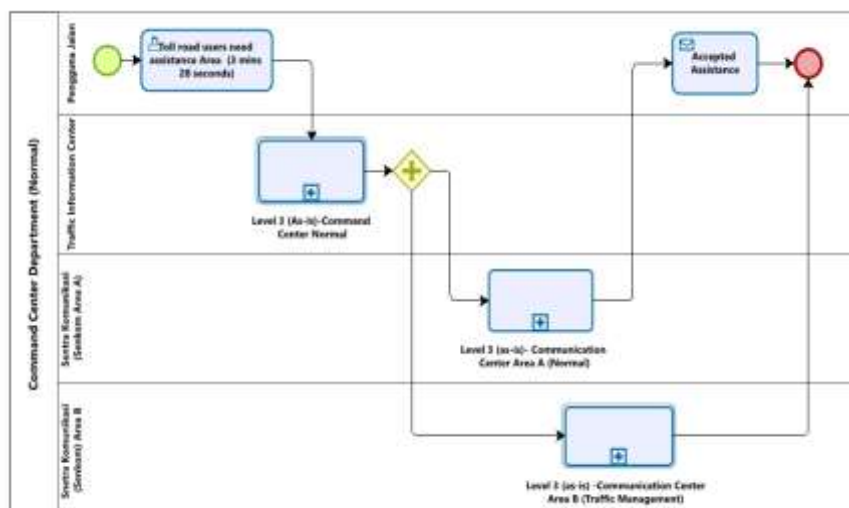 Command Center Department (Normal)
Pengguna Jalan
Toll road users need
assistance Area (3 mins
28 seconds)
Accepted
Assistance
Traffic Information Center
Level 3 (As-is)-Command
Center Normal
Sentra Komunikasi
(Senkom Area A)
Level 3 (as-is)- Communication
Center Area A (Normal)
Snetra Komunikasi
(Senkom) Area B
Level 3 (as-is) -Communication Center
Area B (Traffic Management)